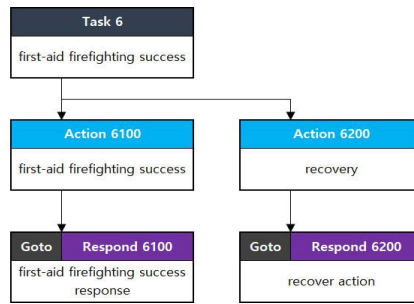 Task 6
first-aid firefighting success
Action 6100
first-aid firefighting success
Action 6200
recovery
Goto Respond 6100
first-aid firefighting success
response
Goto Respond 6200
recover action